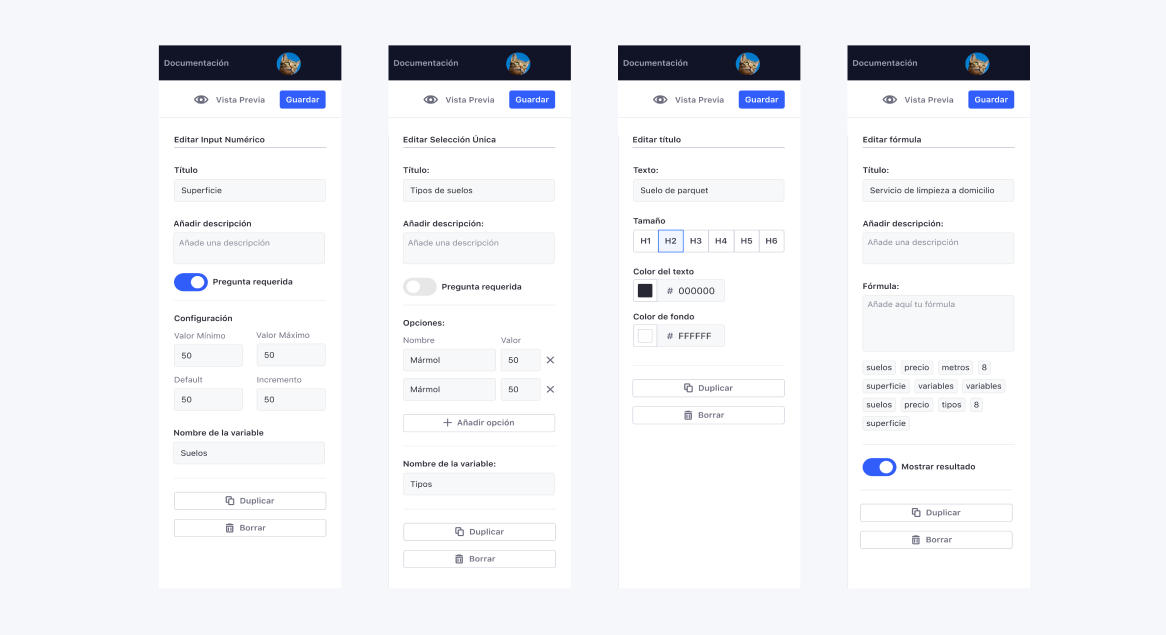 Documentación
Vista Previa
Guardar
Editar Input Numérico
Título
Superficie
Añadir descripción
Añade una descripción
Pregunta requerida
Configuración
Valor Mínimo Valor Máximo
50 50
Default Incremento
50 50
Nombre de la variable
Suelos
Duplicar
Borrar
Documentación
Vista Previa
Guardar
Editar Selección Única
Título:
Tipos de suelos
Añadir descripción:
Añade una descripción
Pregunta requerida
Opciones:
Nombre Valor
Mármol 50
Mármol 50
Añadir opción
Nombre de la variable:
Tipos
Duplicar
Borrar
Documentación
Vista Previa
Guardar
Editar título
Texto:
Suelo de parquet
Tamaño
H1 H2 H3 H4 H5 H6
Color del texto
# 000000
Color de fondo
# FFFFFF
Duplicar
Borrar
Documentación
Vista Previa
Guardar
Editar fórmula
Título:
Servicio de limpieza a domicilio
Añadir descripción:
Añade una descripción
Fórmula:
Añade aquí tu fórmula
suelos precio metros 8
superficie variables variables
suelos precio tipos 8
superficie
Mostrar resultado
Duplicar
Borrar